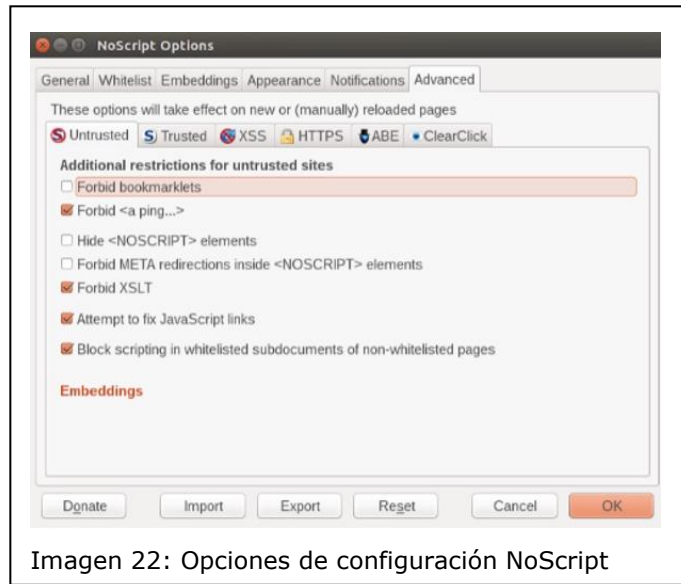 NoScript Options
General Whitelist Embeddings Appearance Notifications Advanced
These options will take effect on new or (manually) reloaded pages
Untrusted Trusted XSS HTTPS ABE ClearClick
Additional restrictions for untrusted sites
Forbid bookmarklets
Forbid <a ping...>
Hide <NOSCRIPT> elements
Forbid META redirections inside <NOSCRIPT> elements
Forbid XSLT
Attempt to fix JavaScript links
Block scripting in whitelisted subdocuments of non-whitelisted pages
Embeddings
Donate Import Export Reset Cancel OK
Imagen 22: Opciones de configuración NoScript